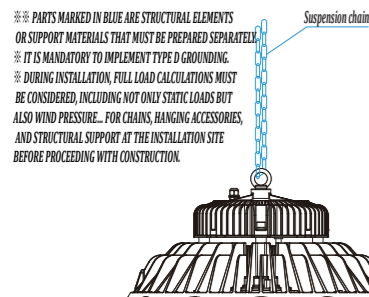 ※※ PARTS MARKED IN BLUE ARE STRUCTURAL ELEMENTS
OR SUPPORT MATERIALS THAT MUST BE PREPARED SEPARATELY.
※ IT IS MANDATORY TO IMPLEMENT TYPE D GROUNDING.
※ DURING INSTALLATION, FULL LOAD CALCULATIONS MUST
BE CONSIDERED, INCLUDING NOT ONLY STATIC LOADS BUT
ALSO WIND PRESSURE... FOR CHAINS, HANGING ACCESSORIES,
AND STRUCTURAL SUPPORT AT THE INSTALLATION SITE
BEFORE PROCEEDING WITH CONSTRUCTION.
Suspension chain